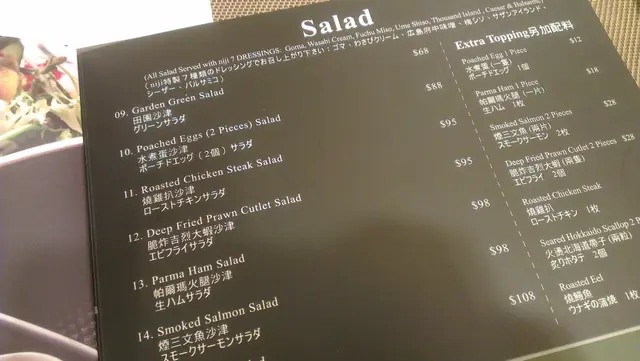 Salad
(All Salad Served with niji 7 DRESSINGS: Goma, Wasabi Cream, Fuchu Miso, Ume Shiso, Thousand Island, Caesar & Balsamic)
(niji特製7種類のドレッシングでお召し上がり下さい：ゴマ・わさびクリーム・広島府中味噌・梅シソ・サザンアイランド・
シーザー・バルサミコ)
09. Garden Green Salad $68
田園沙津
グリーンサラダ
10. Poached Eggs (2 Pieces) Salad $88
水煮蛋沙津
ポーチドエッグ（2個）サラダ
11. Roasted Chicken Steak Salad $95
燒雞扒沙津
ローストチキンサラダ
12. Deep Fried Prawn Cutlet Salad $95
脆炸吉烈大蝦沙津
エビフライサラダ
13. Parma Ham Salad $98
帕爾瑪火腿沙津
生ハムサラダ
14. Smoked Salmon Salad $98
煙三文魚沙津
スモークサーモンサラダ
$108
Extra Topping另加配料
Poached Egg 1 Piece $12
水煮蛋(一隻)
ポーチドエッグ 1個
Parma Ham 1 Piece $18
帕爾瑪火腿(一片)
生ハム 1枚
Smoked Salmon 2 Pieces $28
煙三文魚(兩片)
スモークサーモン 2枚
Deep Fried Prawn Cutlet 2 Pieces $28
脆炸吉烈大蝦(兩隻)
エビフライ 2個
Roasted Chicken Steak
燒雞扒
ローストチキン 1枚
Seared Hokkaido Scallop 2
火燙北海道帶子(兩粒)
炙りホタテ 2個
Roasted Eel
燒鰻魚
ウナギの蒲焼 1枚